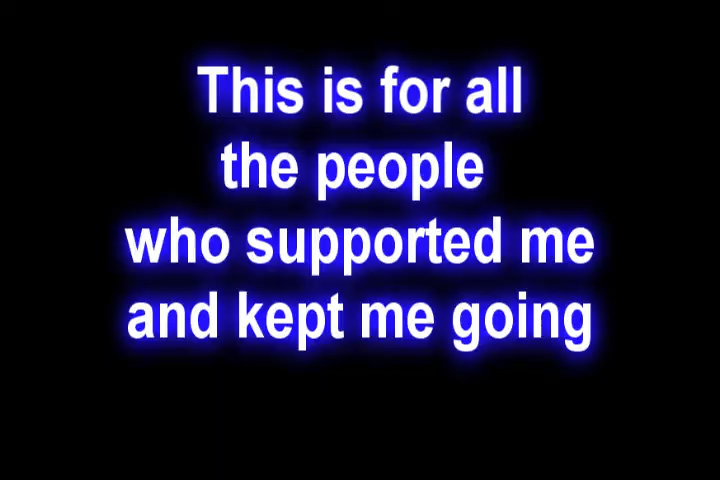 This is for all
the people
who supported me
and kept me going